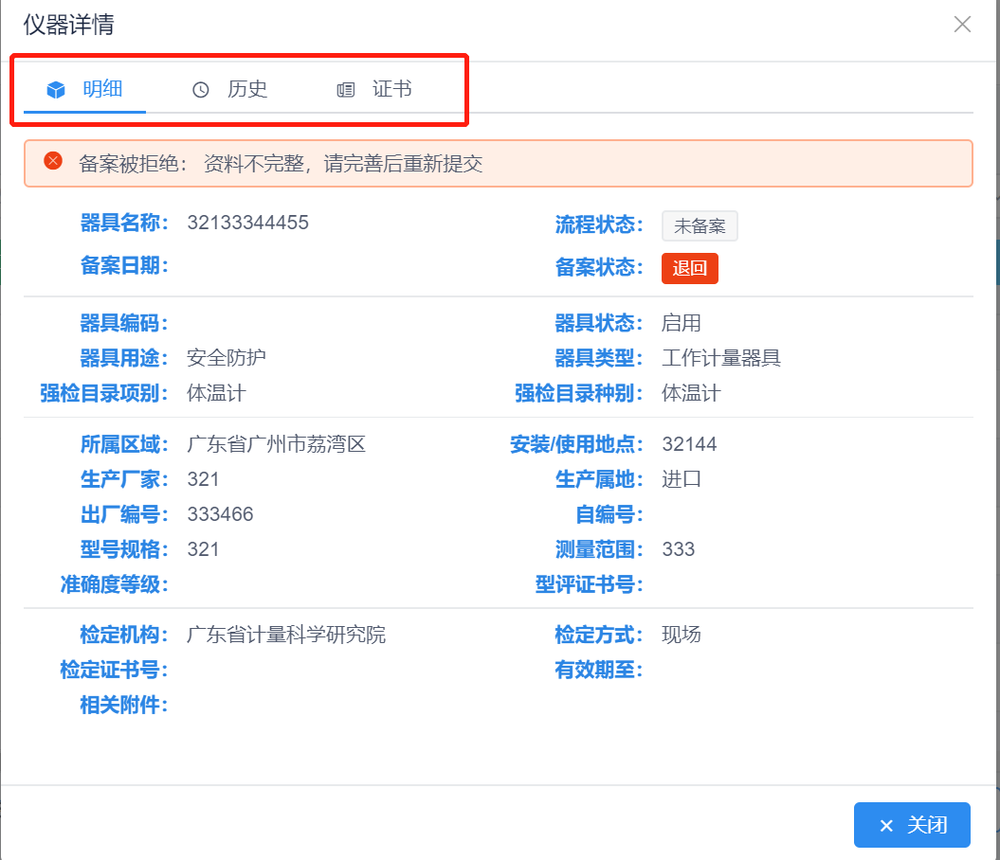 仪器详情
明细 历史 证书
备案被拒绝： 资料不完整，请完善后重新提交
器具名称： 32133344455 流程状态： 未备案
备案日期： 备案状态： 退回
器具编码： 器具状态： 启用
器具用途： 安全防护 器具类型： 工作计量器具
强检目录项别： 体温计 强检目录种别： 体温计
所属区域： 广东省广州市荔湾区 安装/使用地点： 32144
生产厂家： 321 生产属地： 进口
出厂编号： 333466 自编号：
型号规格： 321 测量范围： 333
准确度等级： 型评证书号：
检定机构： 广东省计量科学研究院 检定方式： 现场
检定证书号： 有效期至：
相关附件：
关闭